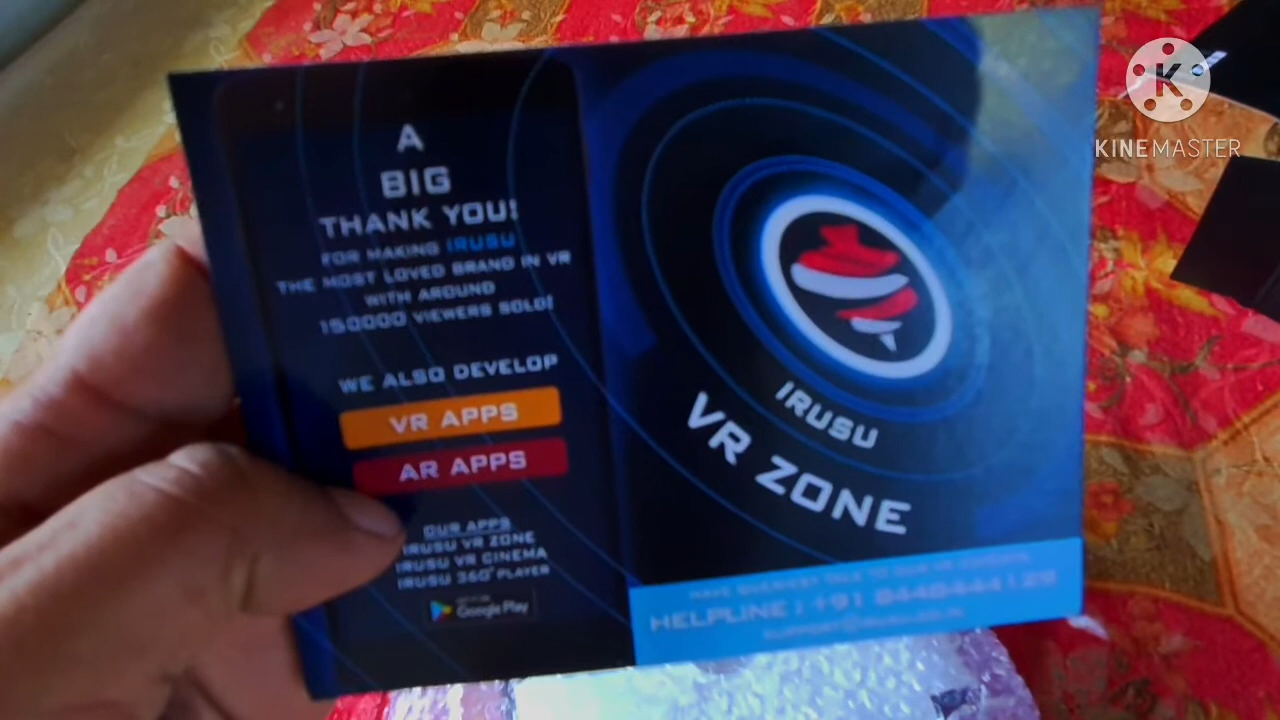 A
BIG
THANK YOU!
FOR MAKING IRUSU
THE MOST LOVED BRAND IN VR
WITH AROUND
150000 VIEWERS SOLD!
WE ALSO DEVELOP
VR APPS
AR APPS
OUR APPS
IRUSU VR ZONE
IRUSU VR CINEMA
IRUSU 360° PLAYER
Google Play
IRUSU
VR ZONE
HELPLINE : +91
K
KINEMASTER